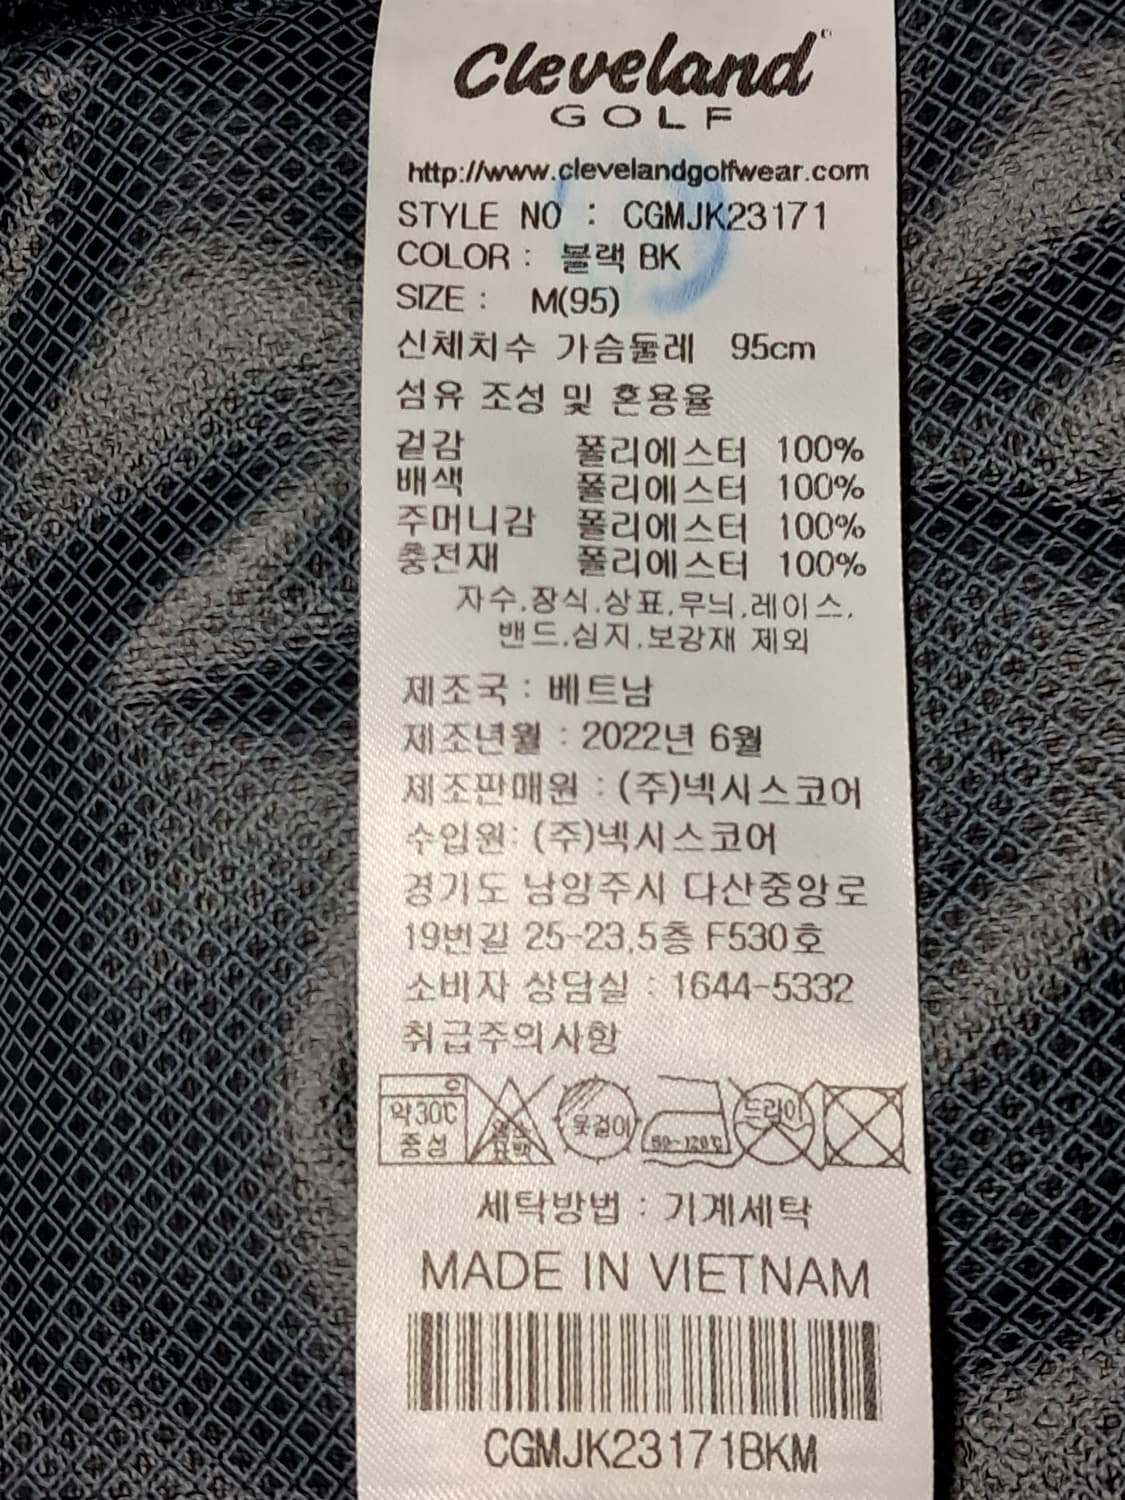 Cleveland
GOLF
http://www.clevelandgolfwear.com
STYLE NO : CGMJK23171
COLOR : 블랙 BK
SIZE : M(95)
신체치수 가슴둘레 95cm
섬유 조성 및 혼용율
겉감 폴리에스터 100%
배색 폴리에스터 100%
주머니감 폴리에스터 100%
충전재 폴리에스터 100%
자수.장식.상표.무늬.레이스.
밴드.심지.보강재 제외
제조국 : 베트남
제조년월 : 2022년 6월
제조판매원 : (주)넥시스코어
수입원: (주)넥시스코어
경기도 남양주시 다산중앙로
19번길 25-23,5층 F530호
소비자 상담실 : 1644-5332
취급주의사항
약30℃ 중성
염소 표백
옷걸이
80~120℃
드라이
세탁방법 : 기계세탁
MADE IN VIETNAM
CGMJK23171BKM